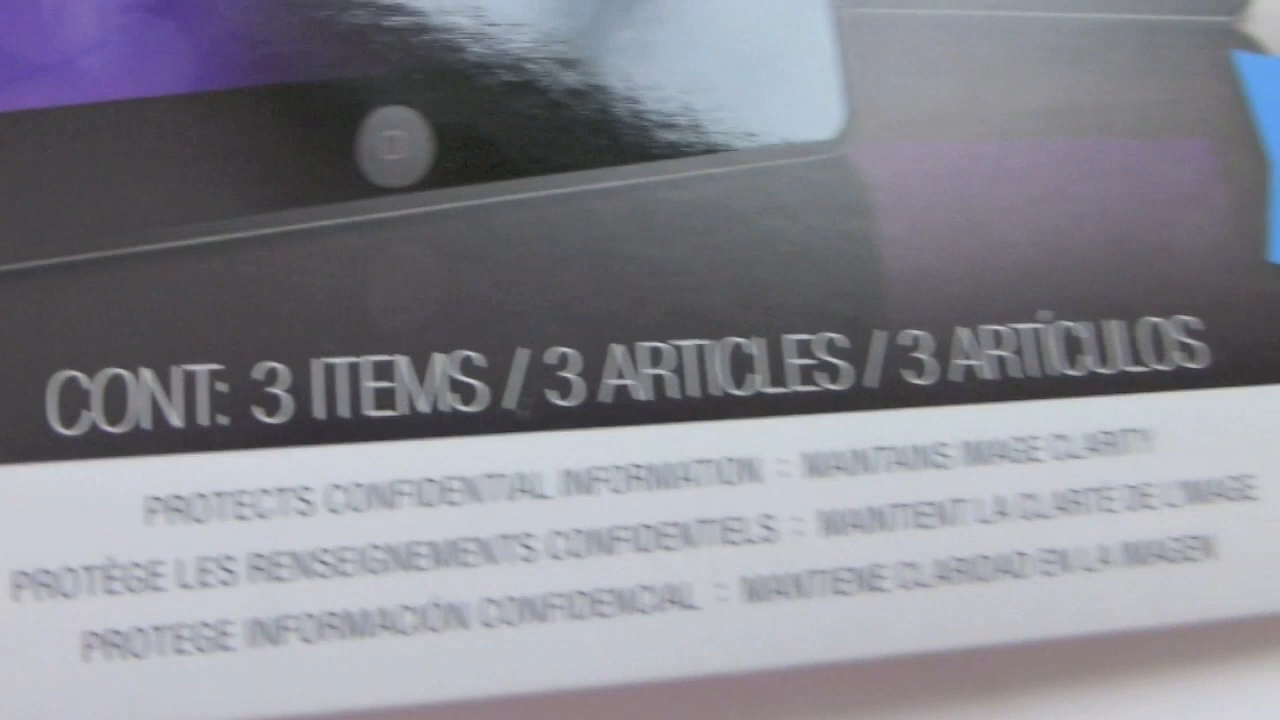 CONT: 3 ITEMS / 3 ARTICLES / 3 ARTÍCULOS
PROTECTS CONFIDENTIAL INFORMATION :: MAINTAINS IMAGE CLARITY
PROTÈGE LES RENSEIGNEMENTS CONFIDENTIELS :: MAINTIENT LA CLARTE DE L'IMAGE
PROTEGE INFORMACIÓN CONFIDENCIAL :: MANTIENE CLARIDAD EN LA IMAGEN